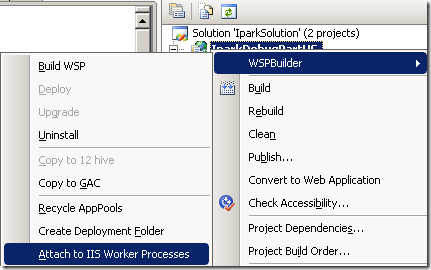 Solution 'IparkSolution' (2 projects)
IparkDebugPartUC
WSPBuilder
Build
Rebuild
Clean
Publish...
Convert to Web Application
Check Accessibility...
Project Dependencies...
Project Build Order...
Build WSP
Deploy
Upgrade
Uninstall
Copy to 12 hive
Copy to GAC
Recycle AppPools
Create Deployment Folder
Attach to IIS Worker Processes